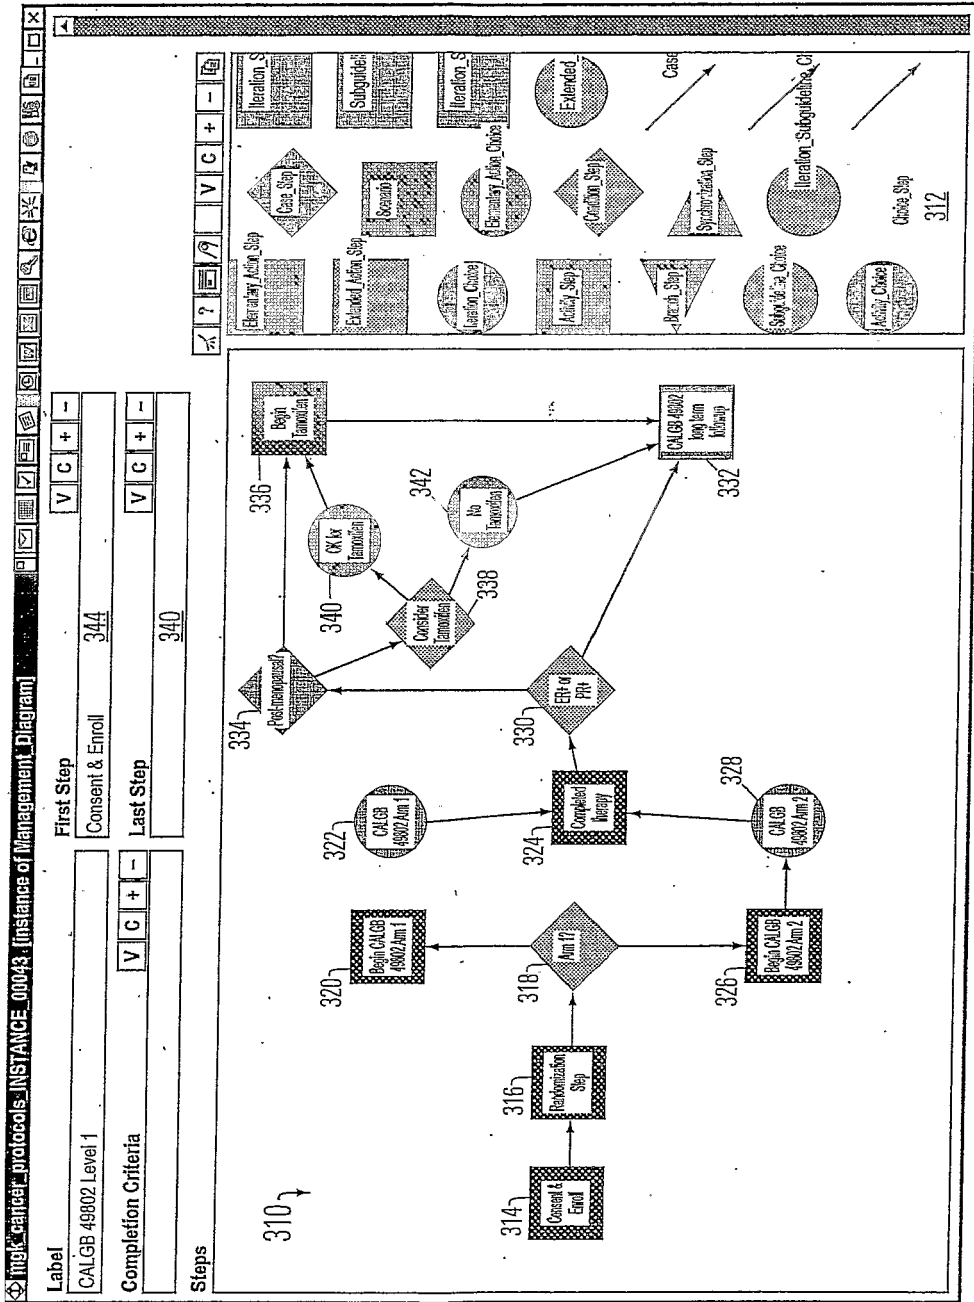 mgk_cancer_protocols_INSTANCE_00043 [instance of Management_Diagram]
Label
CALGB 49802 Level 1
First Step
V C + −
Consent & Enroll
344
Completion Criteria
V C + −
Last Step
V C + −
340
Steps
? V C + −
310
314
Consent &
Enroll
316
Randomization
Step
318
Arm 1?
320
Begin CALGB
49802 Arm 1
322
CALGB
49802 Arm 1
324
Completed
therapy
326
Begin CALGB
49802 Arm 2
328
CALGB
49802 Arm 2
330
ER+ or
PR+
334
Post-menopausal?
336
Begin
Tamoxifen
338
Consider
Tamoxifen
340
OK for
Tamoxifen
342
No
Tamoxifen
332
CALGB 49802
long term
followup
Elementary_Action_Step
Case_Step
Iteration_S
Extended_Action_Step
Scenario
Subguideli
Iteration_Choice
Elementary_Action_Choice
Iteration_S
Activity_Step
Condition_Step
Extended_
Branch_Step
Synchronization_Step
Case
Subguideline_Choice
Iteration_Subguideline_Cl
Activity_Choice
Choice_Step
312